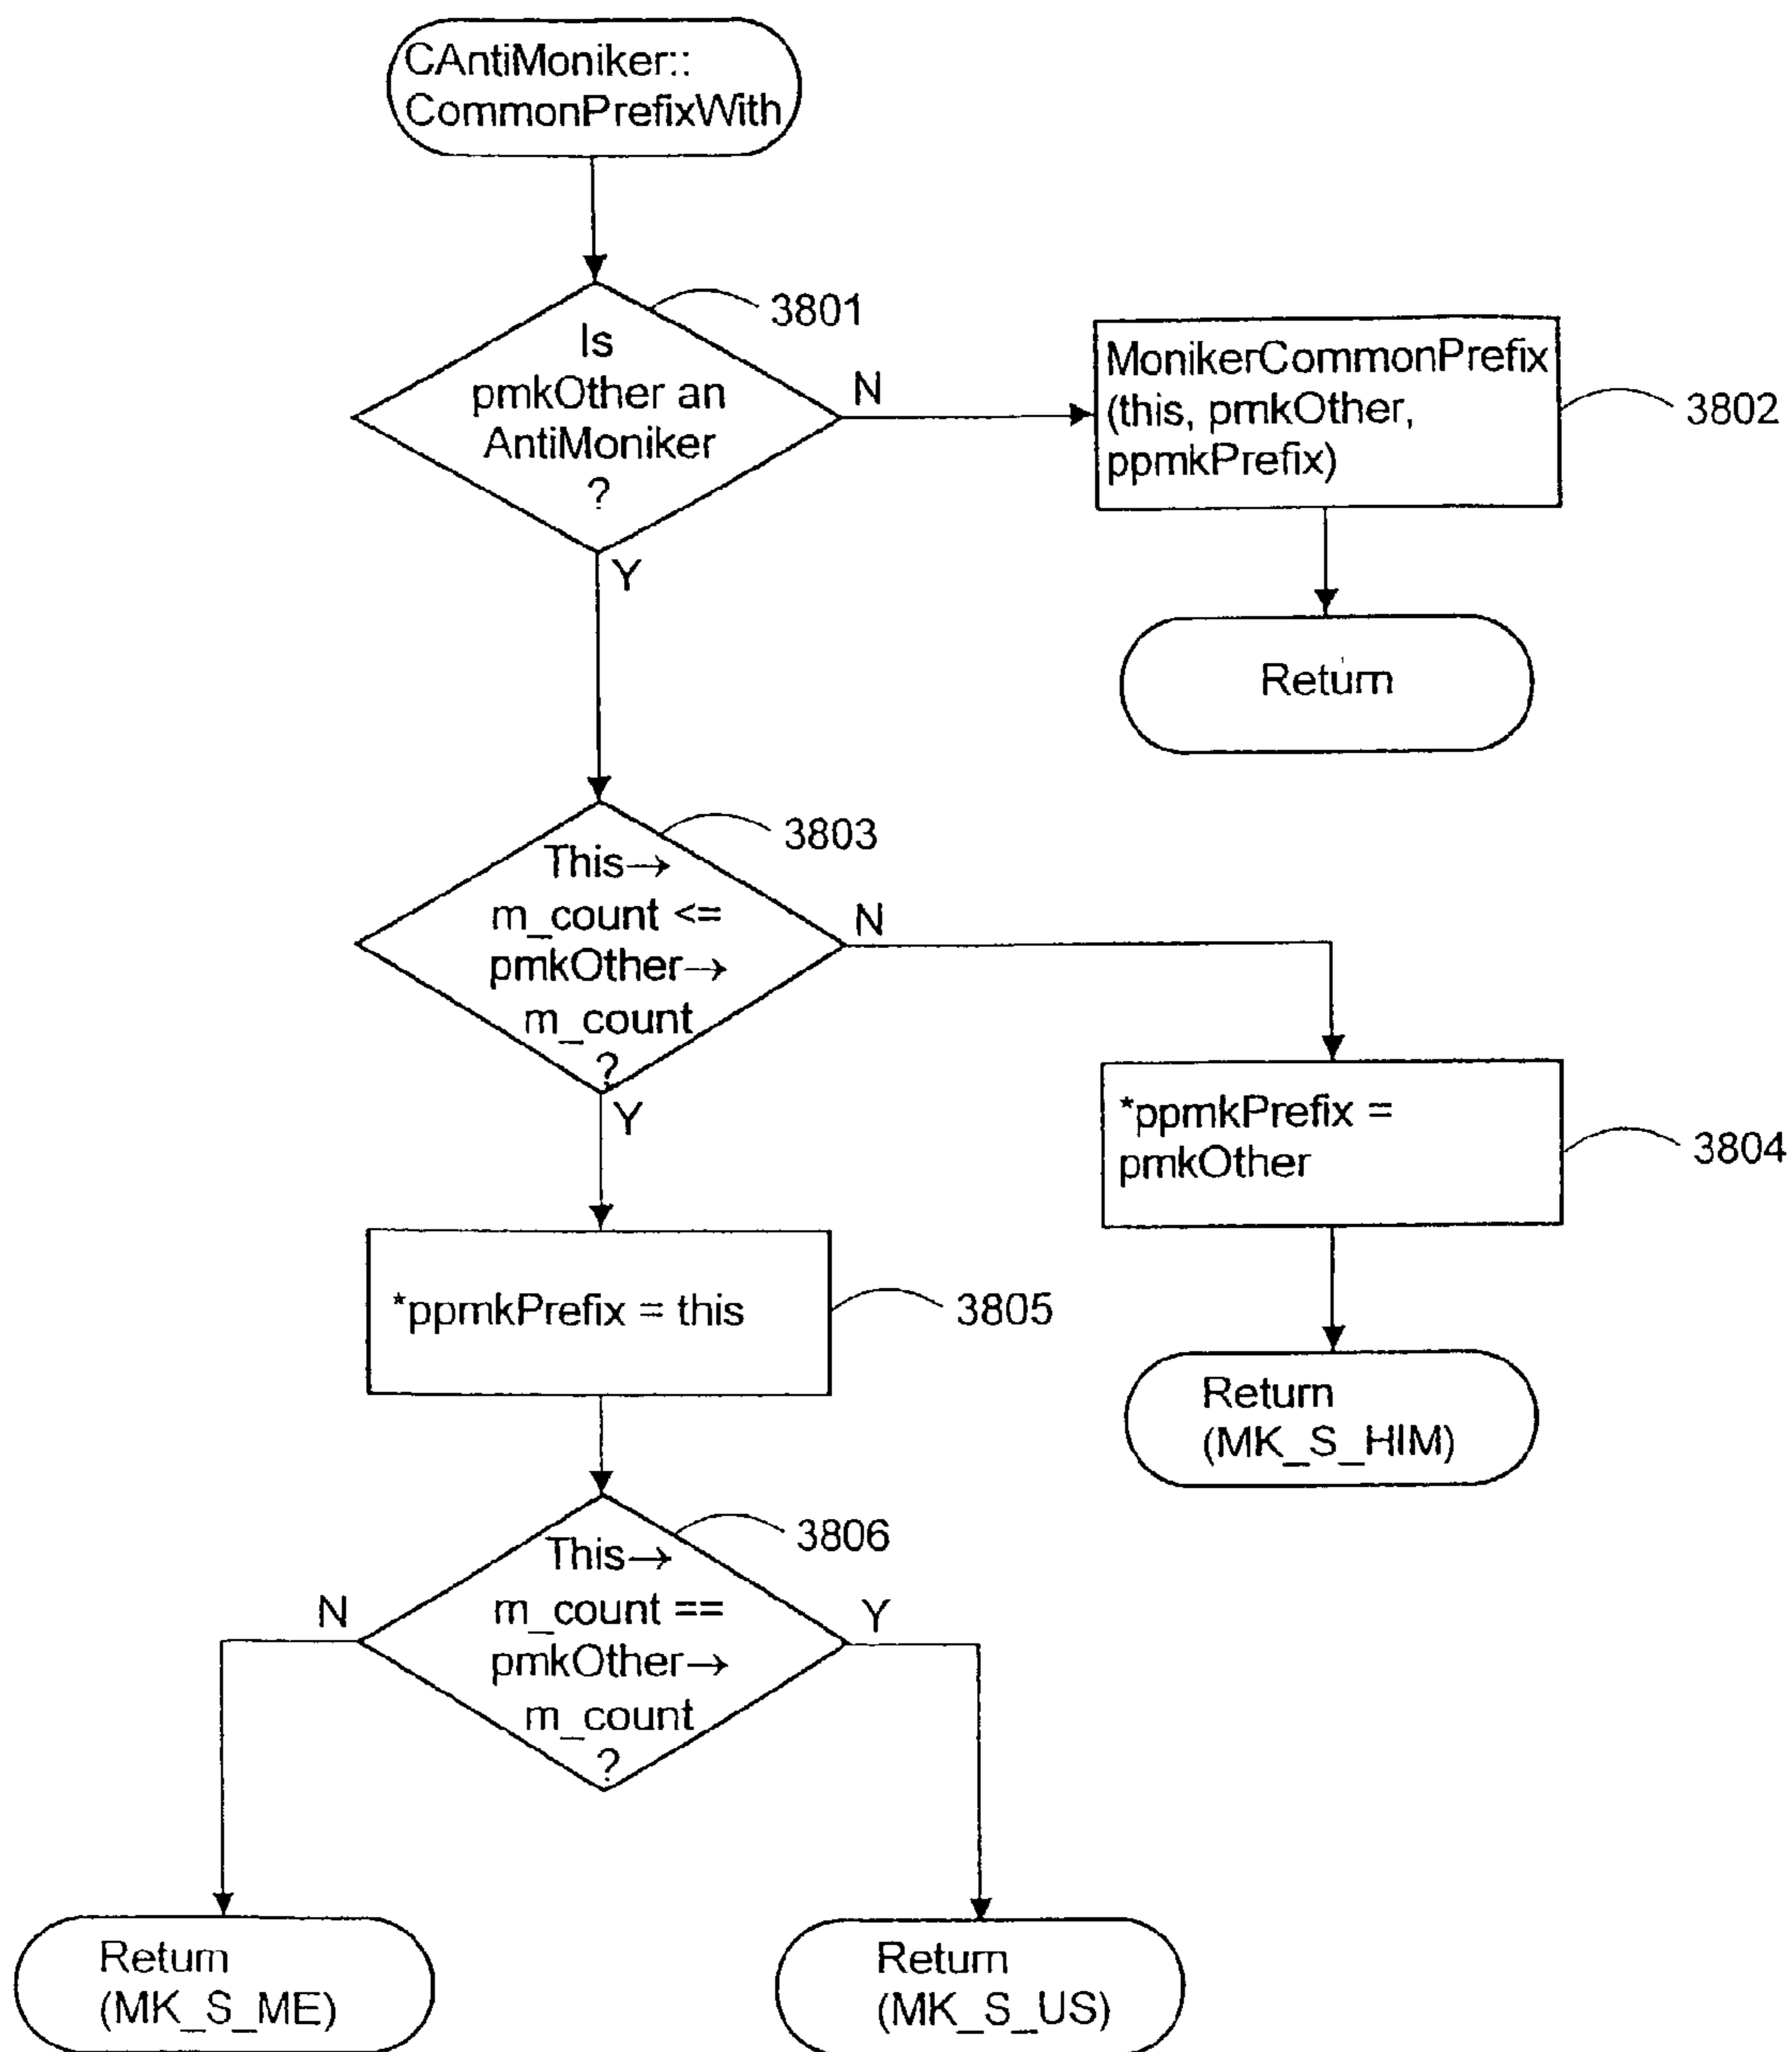 CAntiMoniker::
CommonPrefixWith
3801
Is
pmkOther an
AntiMoniker
?
N
Y
MonikerCommonPrefix
(this, pmkOther,
ppmkPrefix)
3802
Return
3803
This→
m_count <=
pmkOther→
m_count
?
N
Y
*ppmkPrefix =
pmkOther
3804
*ppmkPrefix = this
3805
Return
(MK_S_HIM)
3806
This→
m_count ==
pmkOther→
m_count
?
N
Y
Return
(MK_S_ME)
Return
(MK_S_US)